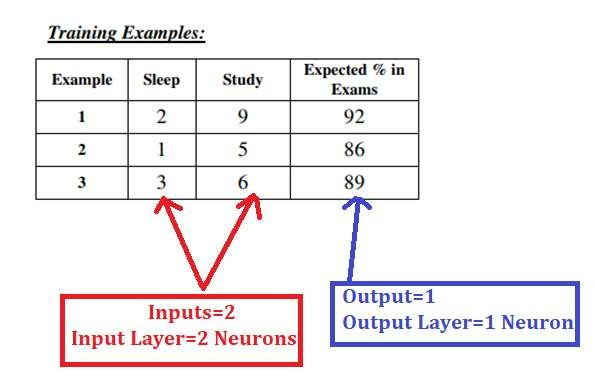 Training Examples:
Example Sleep Study Expected % in Exams
1 2 9 92
2 1 5 86
3 3 6 89
Inputs=2
Input Layer=2 Neurons
Output=1
Output Layer=1 Neuron